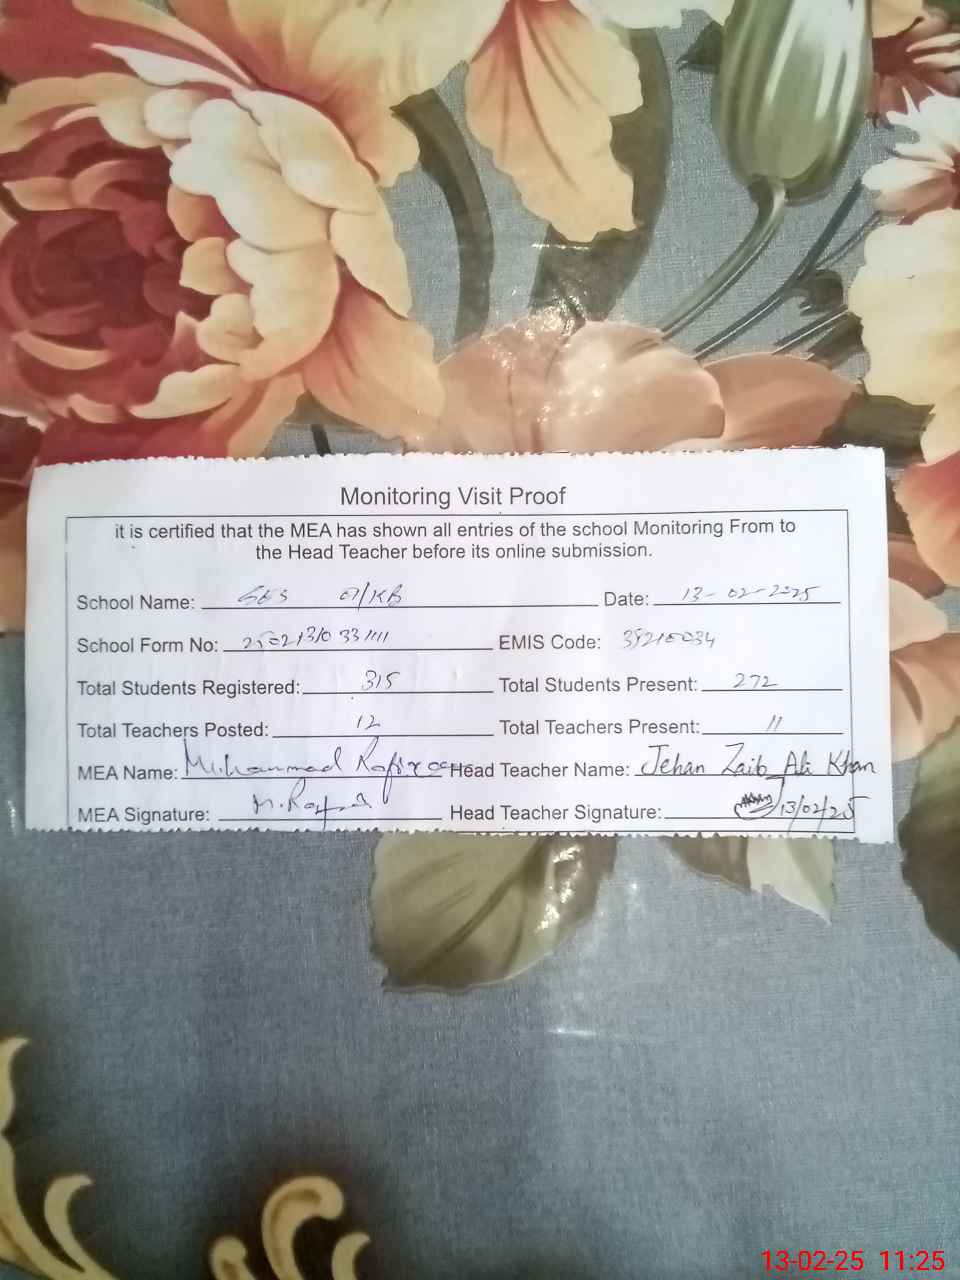 Monitoring Visit Proof
it is certified that the MEA has shown all entries of the school Monitoring From to
the Head Teacher before its online submission.
School Name: 07/KB Date: 13-02-2025
School Form No: EMIS Code:
Total Students Registered: 315 Total Students Present: 272
Total Teachers Posted: 12 Total Teachers Present: 11
MEA Name: Muhammad Head Teacher Name: Jehan Zaib Ali Khan
MEA Signature: Head Teacher Signature: 13/02/25
13-02-25 11:25